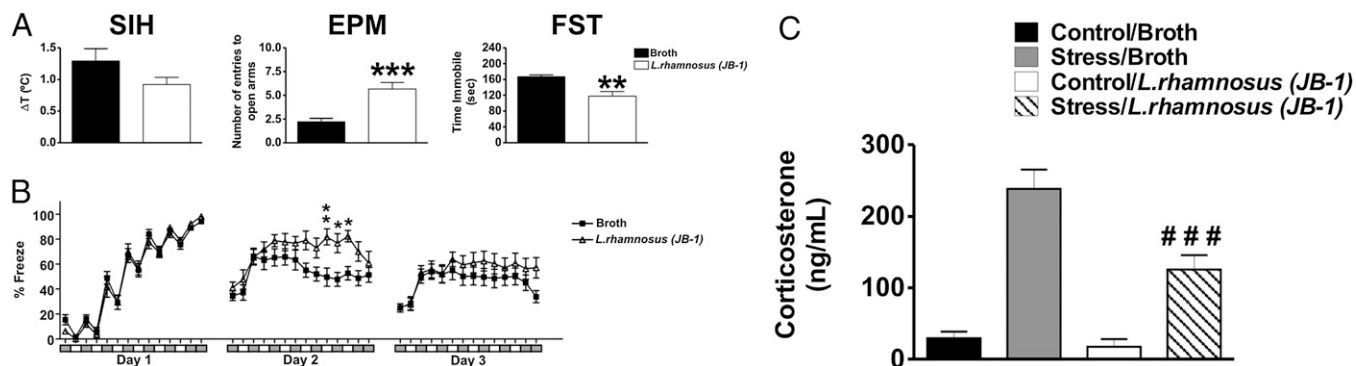 A
SIH
EPM
FST
1.5
1.0
0.5
0.0
ΔT (ºC)
10.0
7.5
5.0
2.5
0.0
Number of entries to
open arms
***
240
200
160
120
80
40
0
Time Immobile
(sec)
**
Broth
L.rhamnosus (JB-1)
B
100
80
60
40
20
0
% Freeze
*
* * *
Day 1
Day 2
Day 3
Broth
L.rhamnosus (JB-1)
C
Control/Broth
Stress/Broth
Control/L.rhamnosus (JB-1)
Stress/L.rhamnosus (JB-1)
300
200
100
0
Corticosterone
(ng/mL)
# # #